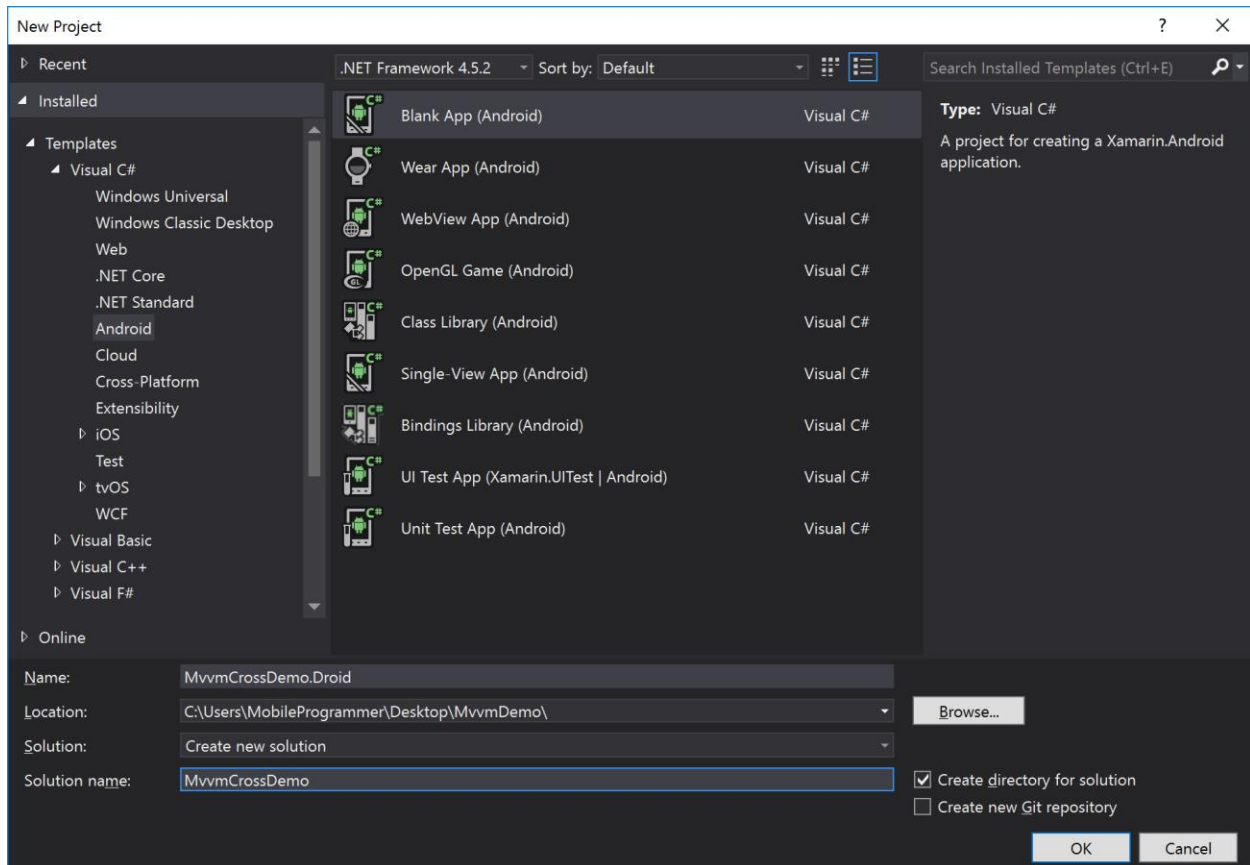 New Project
?
Recent
Installed
Templates
Visual C#
Windows Universal
Windows Classic Desktop
Web
.NET Core
.NET Standard
Android
Cloud
Cross-Platform
Extensibility
iOS
Test
tvOS
WCF
Visual Basic
Visual C++
Visual F#
Online
.NET Framework 4.5.2 Sort by: Default
C# Blank App (Android) Visual C#
C# Wear App (Android) Visual C#
C# WebView App (Android) Visual C#
C# GL OpenGL Game (Android) Visual C#
C# Class Library (Android) Visual C#
C# Single-View App (Android) Visual C#
C# Bindings Library (Android) Visual C#
C# UI Test App (Xamarin.UITest | Android) Visual C#
C# Unit Test App (Android) Visual C#
Search Installed Templates (Ctrl+E)
Type: Visual C#
A project for creating a Xamarin.Android
application.
Name: MvvmCrossDemo.Droid
Location: C:\Users\MobileProgrammer\Desktop\MvvmDemo\ Browse...
Solution: Create new solution
Solution name: MvvmCrossDemo
Create directory for solution
Create new Git repository
OK Cancel